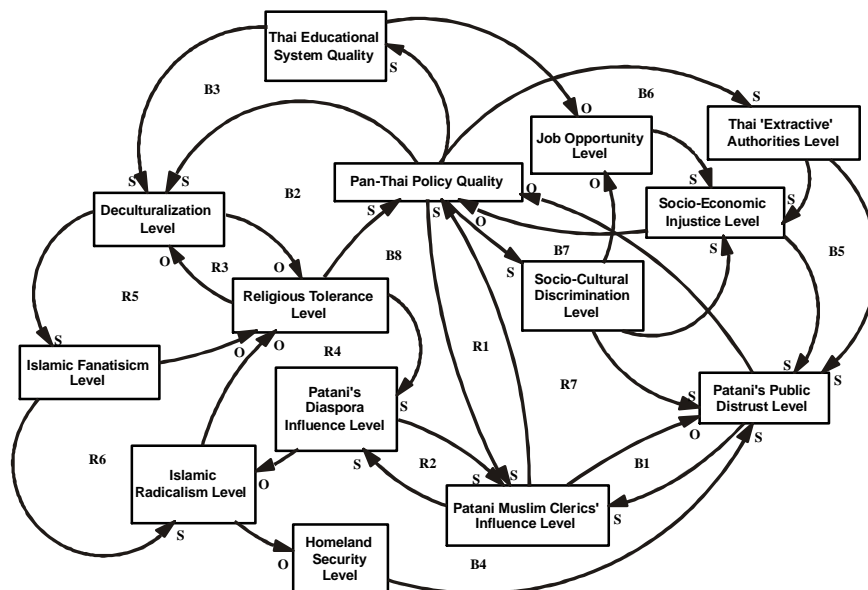 Thai Educational
System Quality
S
B3
B6
S
O
Job Opportunity
Level
Thai 'Extractive'
Authorities Level
S
S
B2
Pan-Thai Policy Quality
O
O
S
S
Deculturalization
Level
S
S
O
Socio-Economic
Injustice Level
S
O
R3
O
B8
S
B7
B5
Religious Tolerance
Level
Socio-Cultural
Discrimination
Level
R5
S
O
O
R4
R1
S
S
Islamic Fanatisicm
Level
Patani's
Diaspora
Influence Level
S
R7
S
Patani's Public
Distrust Level
O
S
R6
Islamic
Radicalism Level
S
O
R2
S
S
B1
Patani Muslim Clerics'
Influence Level
S
S
O
Homeland
Security
Level
B4